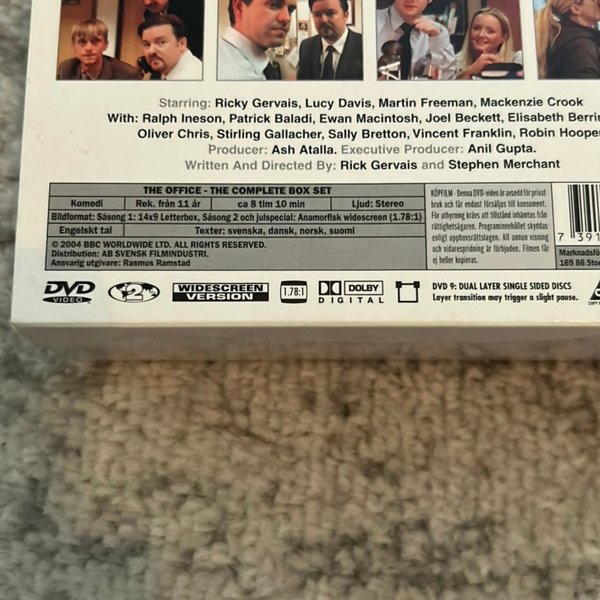 Starring: Ricky Gervais, Lucy Davis, Martin Freeman, Mackenzie Crook
With: Ralph Ineson, Patrick Baladi, Ewan Macintosh, Joel Beckett, Elisabeth Berrin
Oliver Chris, Stirling Gallacher, Sally Bretton, Vincent Franklin, Robin Hooper
Producer: Ash Atalla. Executive Producer: Anil Gupta.
Written And Directed By: Rick Gervais and Stephen Merchant
THE OFFICE - THE COMPLETE BOX SET
Komedi Rek. från 11 år ca 8 tim 10 min Ljud: Stereo
Bildformat: Säsong 1: 14x9 Letterbox, Säsong 2 och julspecial: Anamorfisk widescreen (1.78:1)
Engelskt tal Texter: svenska, dansk, norsk, suomi
© 2004 BBC WORLDWIDE LTD. ALL RIGHTS RESERVED.
Distribution: AB SVENSK FILMINDUSTRI.
Ansvarig utgivare: Rasmus Ramstad
KÖPFILM - Denna DVD-video är avsedd för privat
bruk och får endast försäljas till konsument.
För uthyrning krävs att tillstånd inhämtas från
rättighetsägaren. Programinnehållet skyddas
enligt upphovsrättslagen. All annan visning
och vidarespridning är förbjuden. Filmen får
ej heller kopieras.
7 391
Marknadsfö
169 86 Sto
DVD VIDEO
2
WIDESCREEN VERSION
1.78:1
DOLBY DIGITAL
DVD 9: DUAL LAYER SINGLE SIDED DISCS
Layer transition may trigger a slight pause.